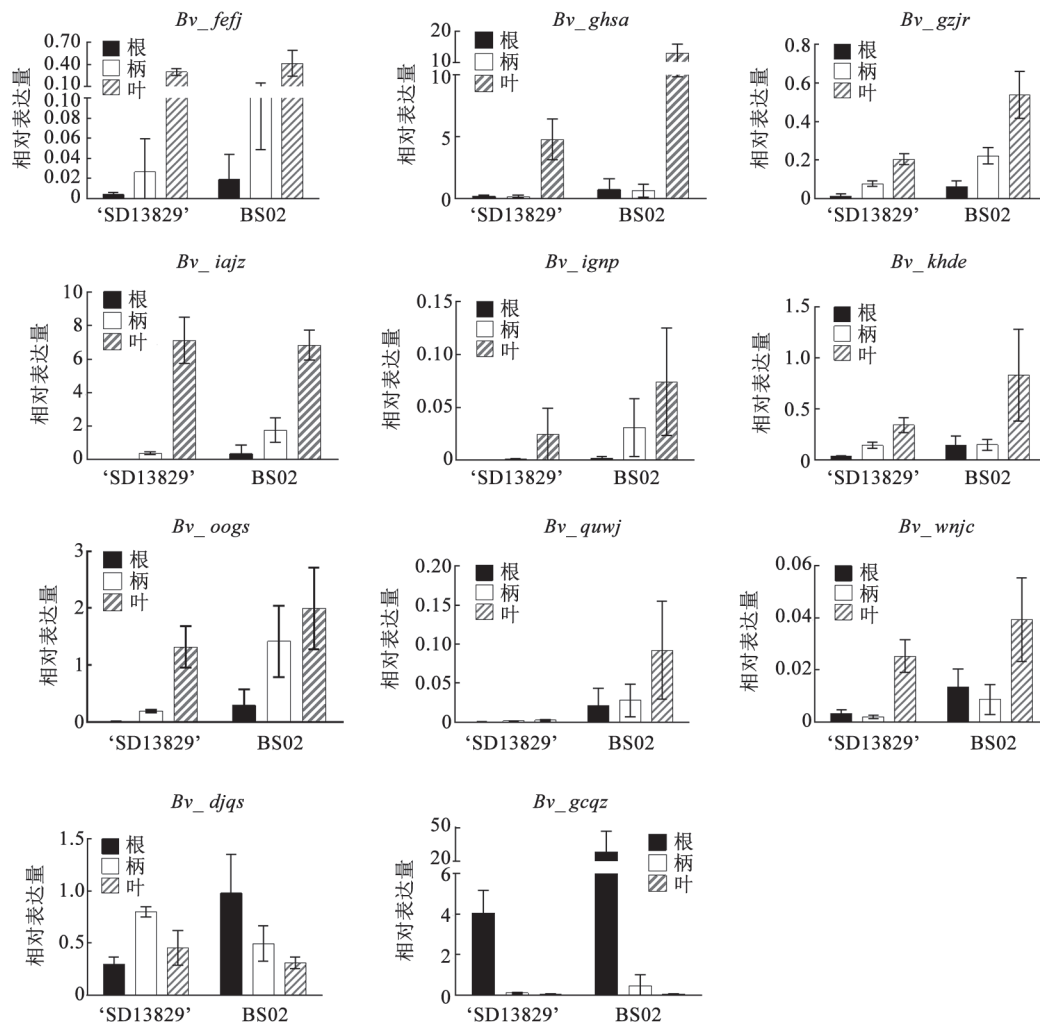 Bv_fefj
相对表达量
0.70
0.40
0.10
0.10
0.08
0.06
0.04
0.02
0
根
柄
叶
‘SD13829’ BS02
Bv_ghsa
相对表达量
20
10
10
5
0
根
柄
叶
‘SD13829’ BS02
Bv_gzjr
相对表达量
0.8
0.6
0.4
0.2
0
根
柄
叶
‘SD13829’ BS02
Bv_iajz
相对表达量
10
8
6
4
2
0
根
柄
叶
‘SD13829’ BS02
Bv_ignp
相对表达量
0.15
0.10
0.05
0
根
柄
叶
‘SD13829’ BS02
Bv_khde
相对表达量
1.5
1.0
0.5
0
根
柄
叶
‘SD13829’ BS02
Bv_oogs
相对表达量
3
2
1
0
根
柄
叶
‘SD13829’ BS02
Bv_quwj
相对表达量
0.20
0.15
0.10
0.05
0
根
柄
叶
‘SD13829’ BS02
Bv_wnjc
相对表达量
0.06
0.04
0.02
0
根
柄
叶
‘SD13829’ BS02
Bv_djqs
相对表达量
1.5
1.0
0.5
0
根
柄
叶
‘SD13829’ BS02
Bv_gcqz
相对表达量
50
20
6
4
2
0
根
柄
叶
‘SD13829’ BS02